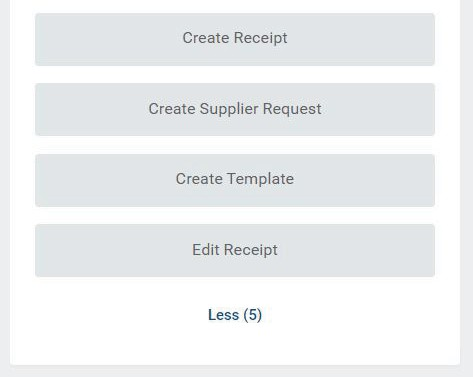 Create Receipt
Create Supplier Request
Create Template
Edit Receipt
Less (5)